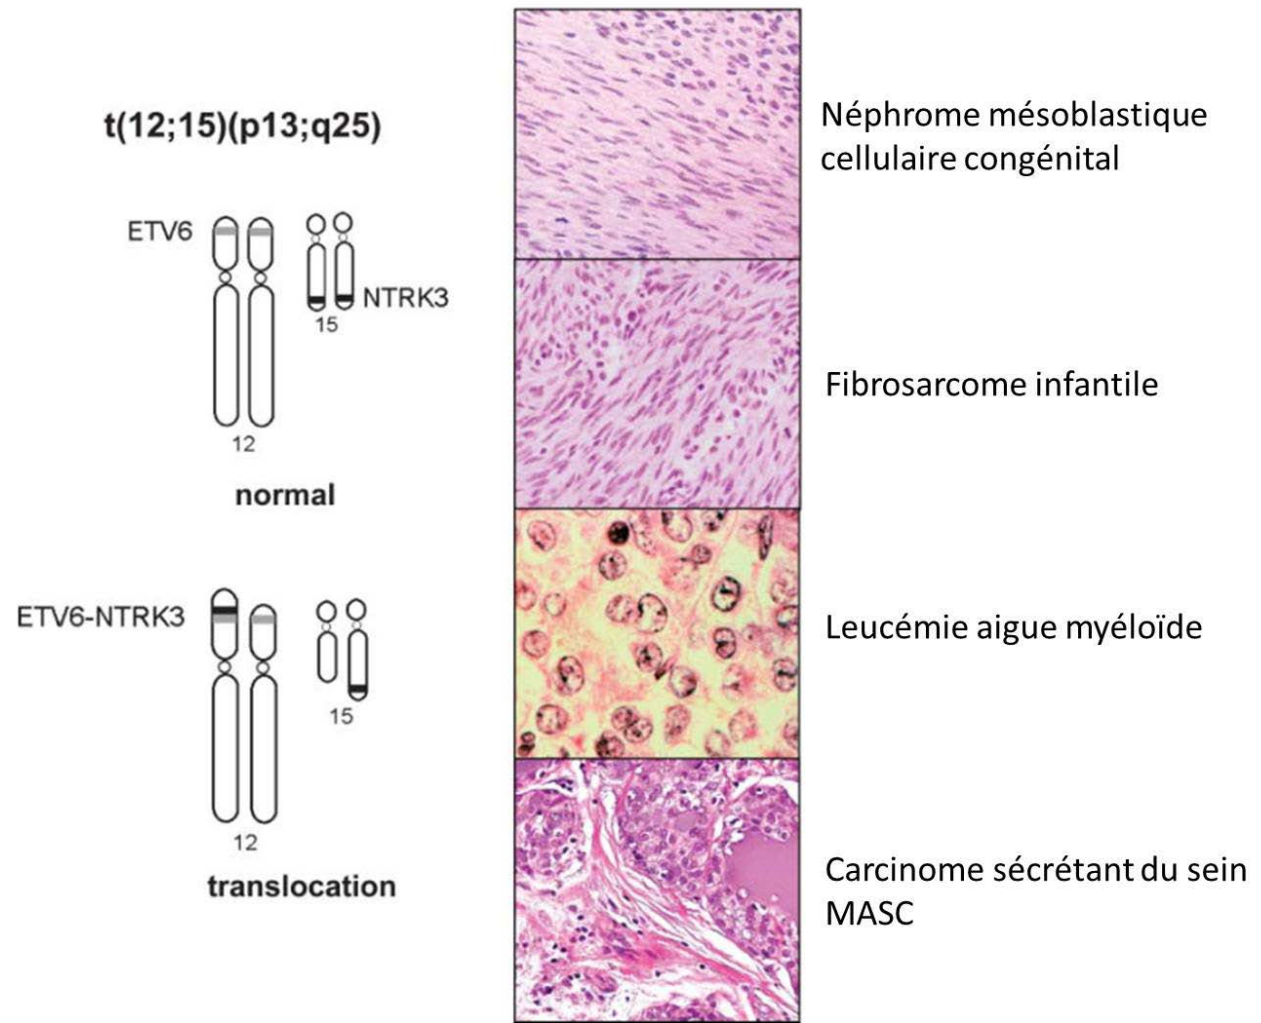 t(12;15)(p13;q25)
ETV6
NTRK3
15
12
normal
ETV6-NTRK3
15
12
translocation
Néphrome mésoblastique
cellulaire congénital
Fibrosarcome infantile
Leucémie aigue myéloïde
Carcinome sécrétant du sein
MASC